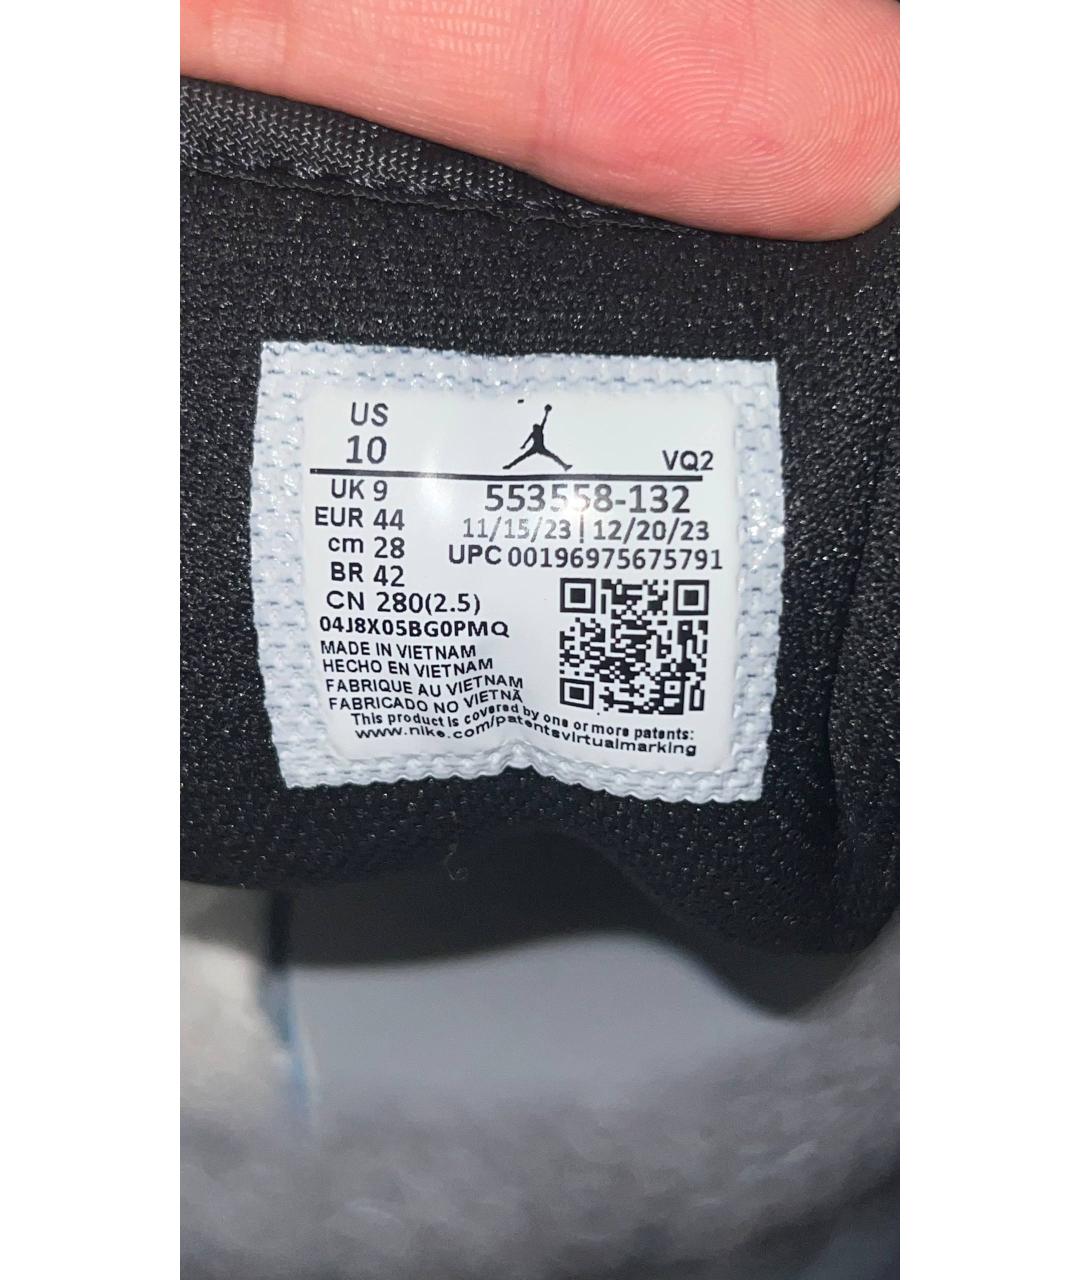 US
10
VQ2
UK 9
553558-132
EUR 44
11/15/23 | 12/20/23
cm 28
UPC 00196975675791
BR 42
CN 280(2.5)
04J8X05BG0PMQ
MADE IN VIETNAM
HECHO EN VIETNAM
FABRIQUE AU VIETNAM
FABRICADO NO VIETNÃ
This product is covered by one or more patents:
www.nike.com/patentsvirtualmarking